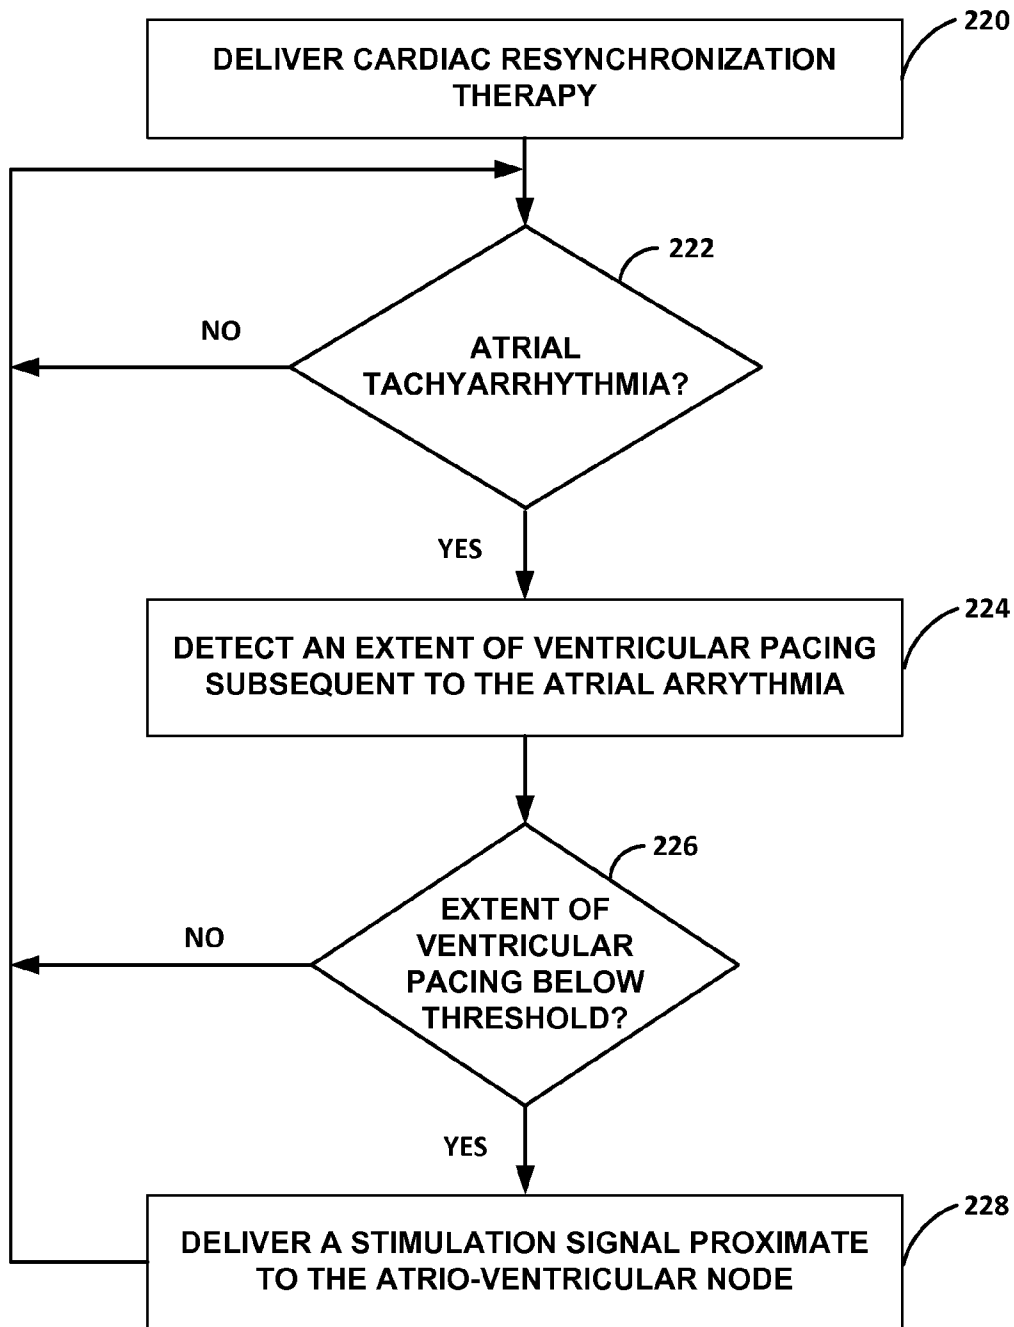 220
DELIVER CARDIAC RESYNCHRONIZATION
THERAPY
222
NO
ATRIAL
TACHYARRHYTHMIA?
YES
224
DETECT AN EXTENT OF VENTRICULAR PACING
SUBSEQUENT TO THE ATRIAL ARRYTHMIA
226
NO
EXTENT OF
VENTRICULAR
PACING BELOW
THRESHOLD?
YES
228
DELIVER A STIMULATION SIGNAL PROXIMATE
TO THE ATRIO-VENTRICULAR NODE